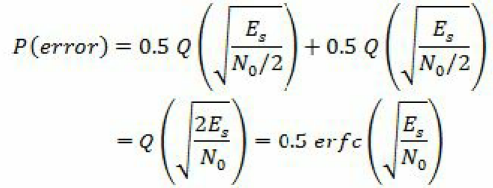 P(error) = 0.5 Q(√(E_s / (N_0/2))) + 0.5 Q(√(E_s / (N_0/2)))
= Q(√(2E_s / N_0)) = 0.5 erfc(√(E_s / N_0))